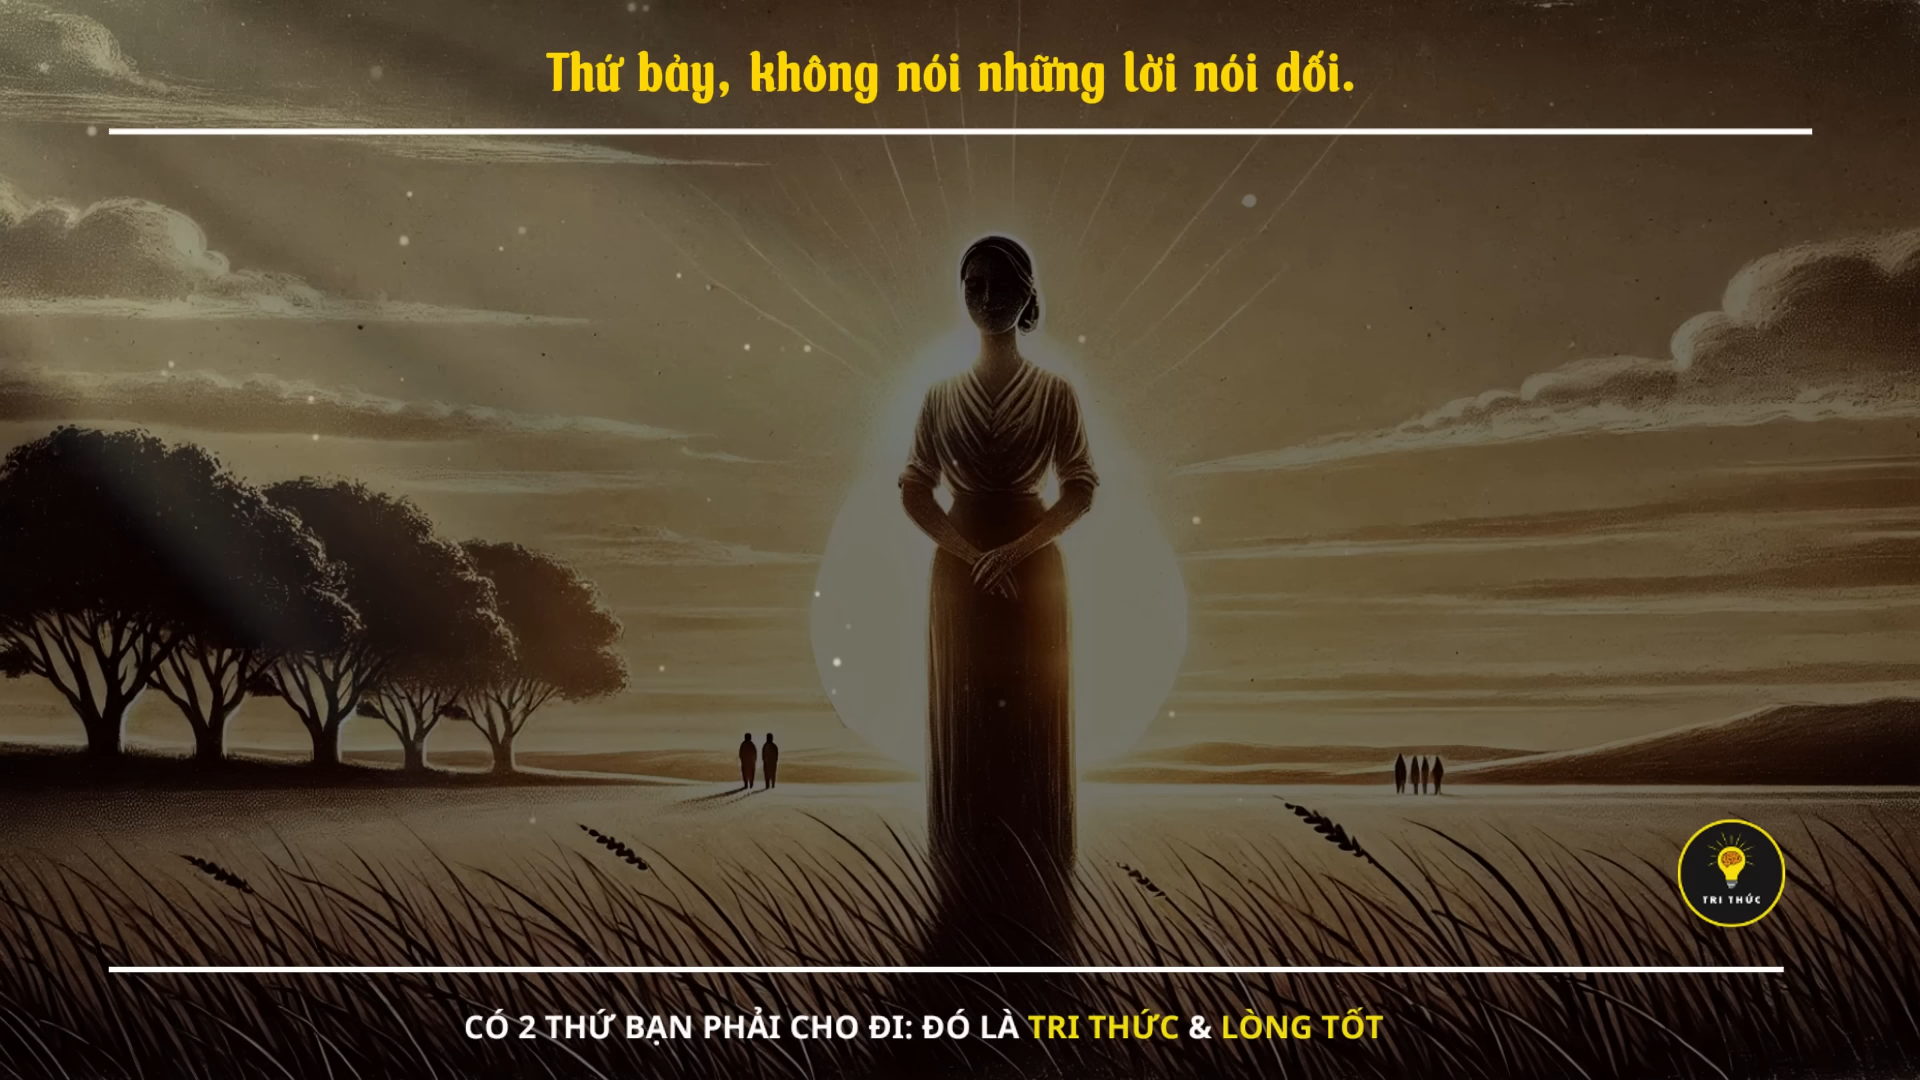 Thứ bảy, không nói những lời nói dối.
TRI THỨC
CÓ 2 THỨ BẠN PHẢI CHO ĐI: ĐÓ LÀ TRI THỨC & LÒNG TỐT